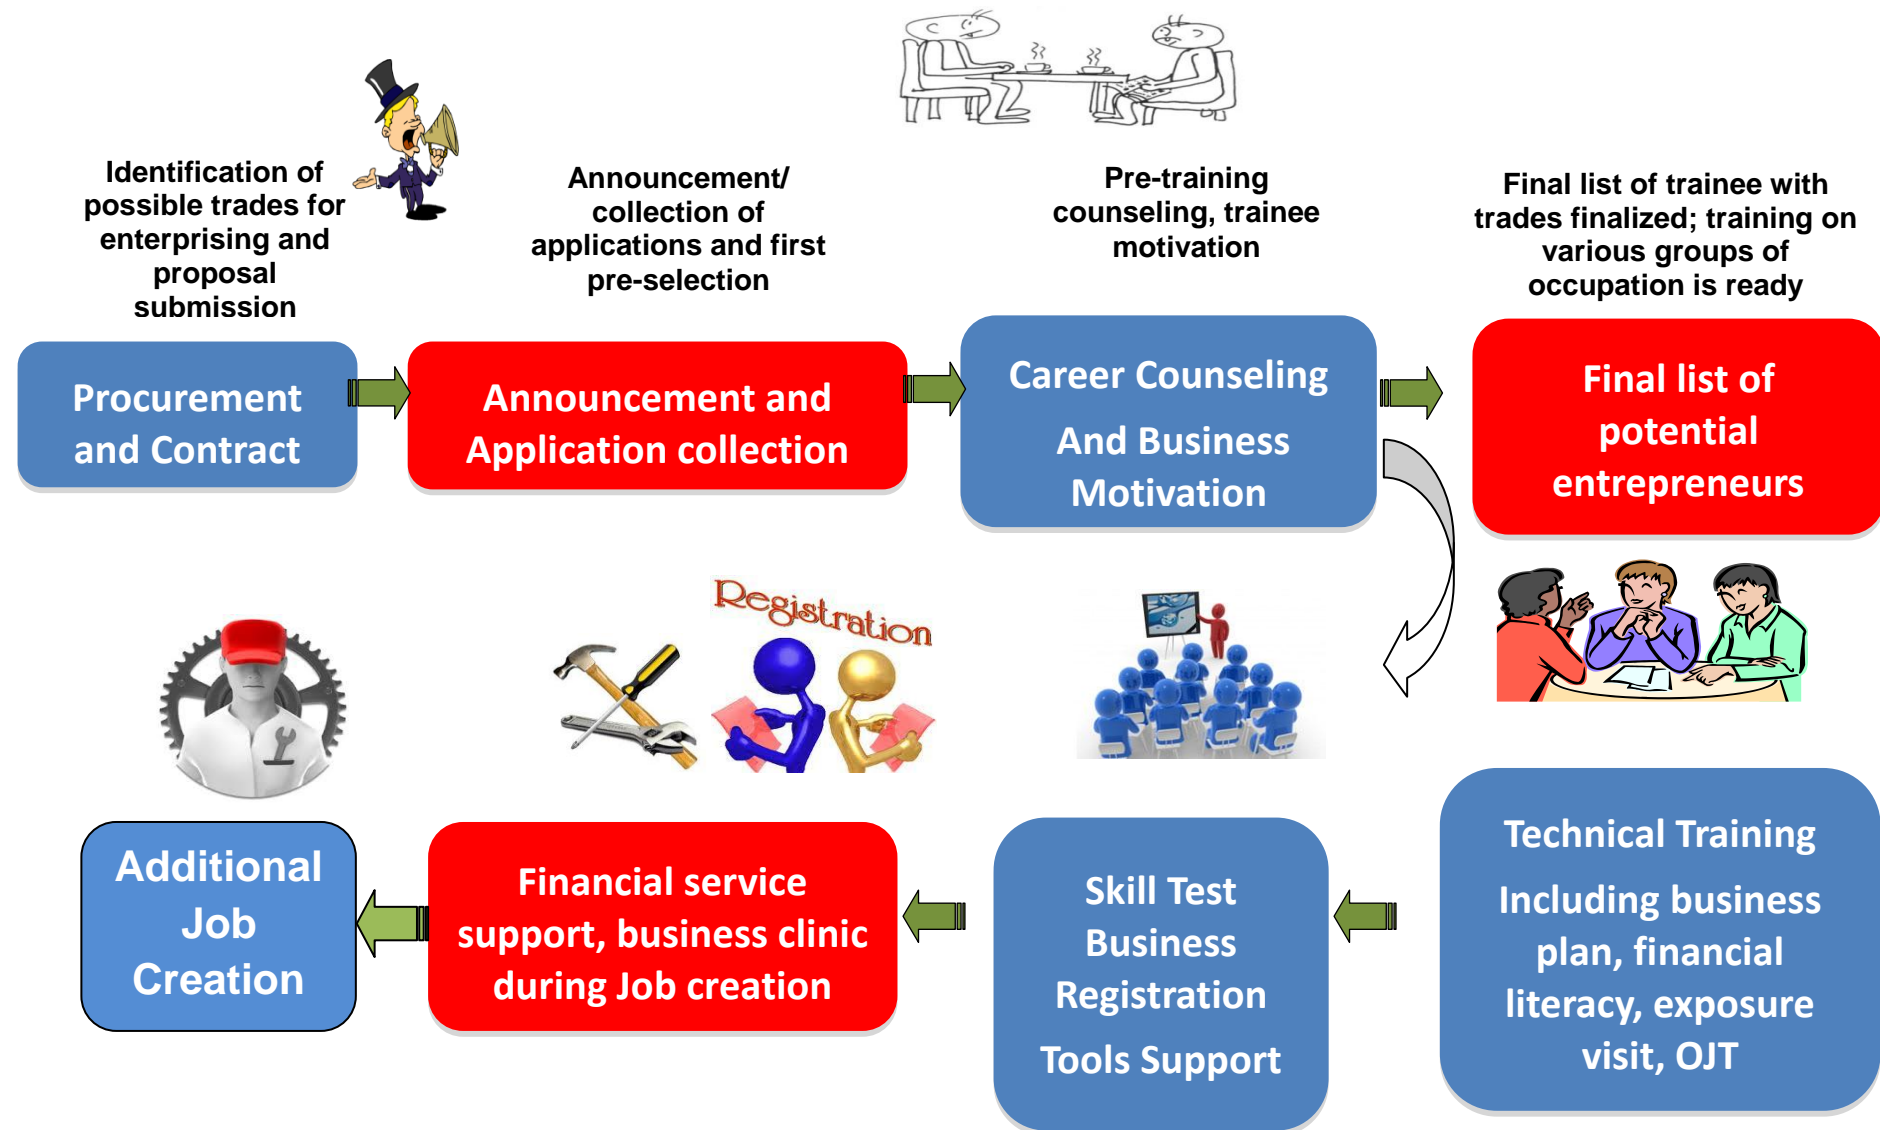 Identification of
possible trades for
enterprising and
proposal
submission
Announcement/
collection of
applications and first
pre-selection
Pre-training
counseling, trainee
motivation
Final list of trainee with
trades finalized; training on
various groups of
occupation is ready
Procurement
and Contract
Announcement and
Application collection
Career Counseling
And Business
Motivation
Final list of
potential
entrepreneurs
Registration
Technical Training
Including business
plan, financial
literacy, exposure
visit, OJT
Skill Test
Business
Registration
Tools Support
Financial service
support, business clinic
during Job creation
Additional
Job
Creation